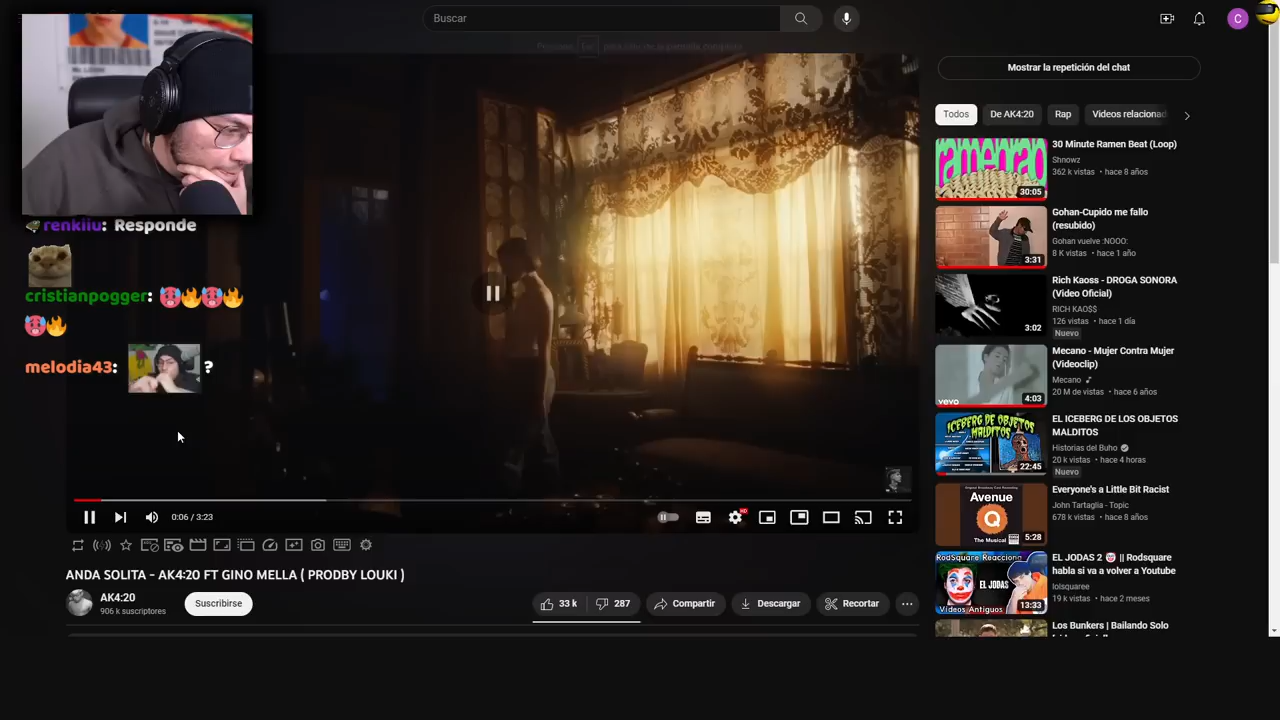 Buscar
renkiiu: Responde
cristianpogger:
melodia43: ?
0:06 / 3:23
HD
ANDA SOLITA - AK4:20 FT GINO MELLA ( PRODBY LOUKI )
AK4:20
906 k suscriptores
Suscribirse
33 k
287
Compartir
Descargar
Recortar
C
Mostrar la repetición del chat
Todos
De AK4:20
Rap
Videos relacionad
30:05
30 Minute Ramen Beat (Loop)
Shnowz
362 k vistas • hace 8 años
3:31
Gohan-Cupido me fallo
(resubido)
Gohan vuelve :NOOO:
8 K vistas • hace 1 año
3:02
Rich Kaoss - DROGA SONORA
(Video Oficial)
RICH KAO$$
126 vistas • hace 1 día
Nuevo
vevo
4:03
Mecano - Mujer Contra Mujer
(Videoclip)
Mecano
20 M de vistas • hace 6 años
ICEBERG DE OBJETOS
MALDITOS
22:45
EL ICEBERG DE LOS OBJETOS
MALDITOS
Historias del Buho
20 k vistas • hace 4 horas
Nuevo
Avenue
Q
The Musical
5:28
Everyone's a Little Bit Racist
John Tartaglia - Topic
678 k vistas • hace 8 años
RodSquare Reacciona
EL JODAS
Videos Antiguos
13:33
EL JODAS 2 || Rodsquare
habla si va a volver a Youtube
lolsquaree
19 k vistas • hace 2 meses
Los Bunkers | Bailando Solo